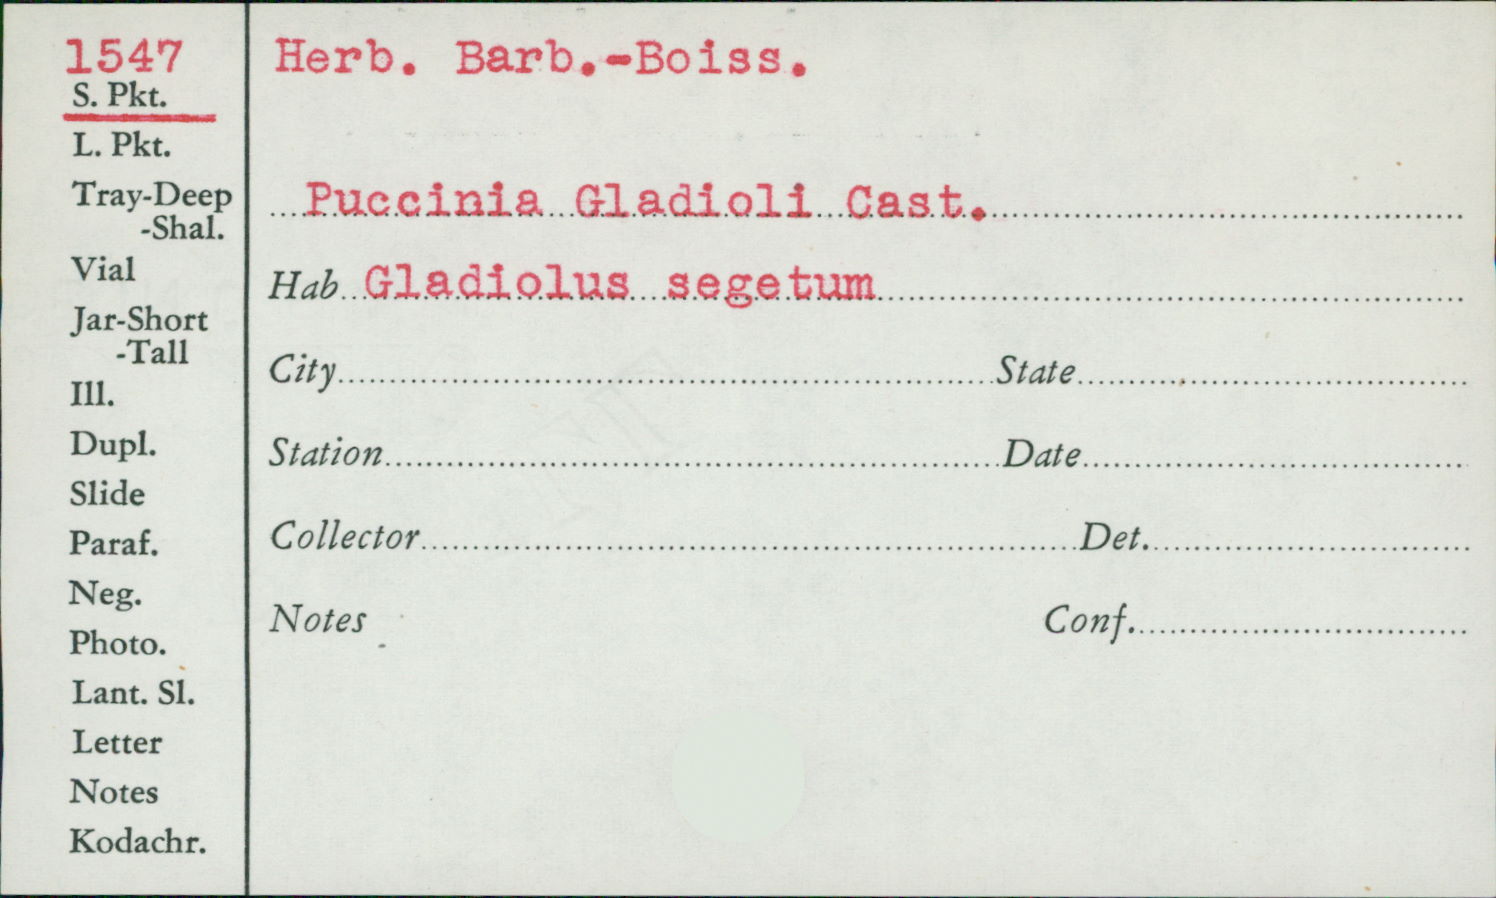 1547
S. Pkt.
L. Pkt.
Tray-Deep
-Shal.
Vial
Jar-Short
-Tall
Ill.
Dupl.
Slide
Paraf.
Neg.
Photo.
Lant. Sl.
Letter
Notes
Kodachr.
Herb. Barb.-Boiss.
Puccinia Gladioli Cast.
Hab Gladiolus segetum
City State
Station Date
Collector Det.
Notes Conf.